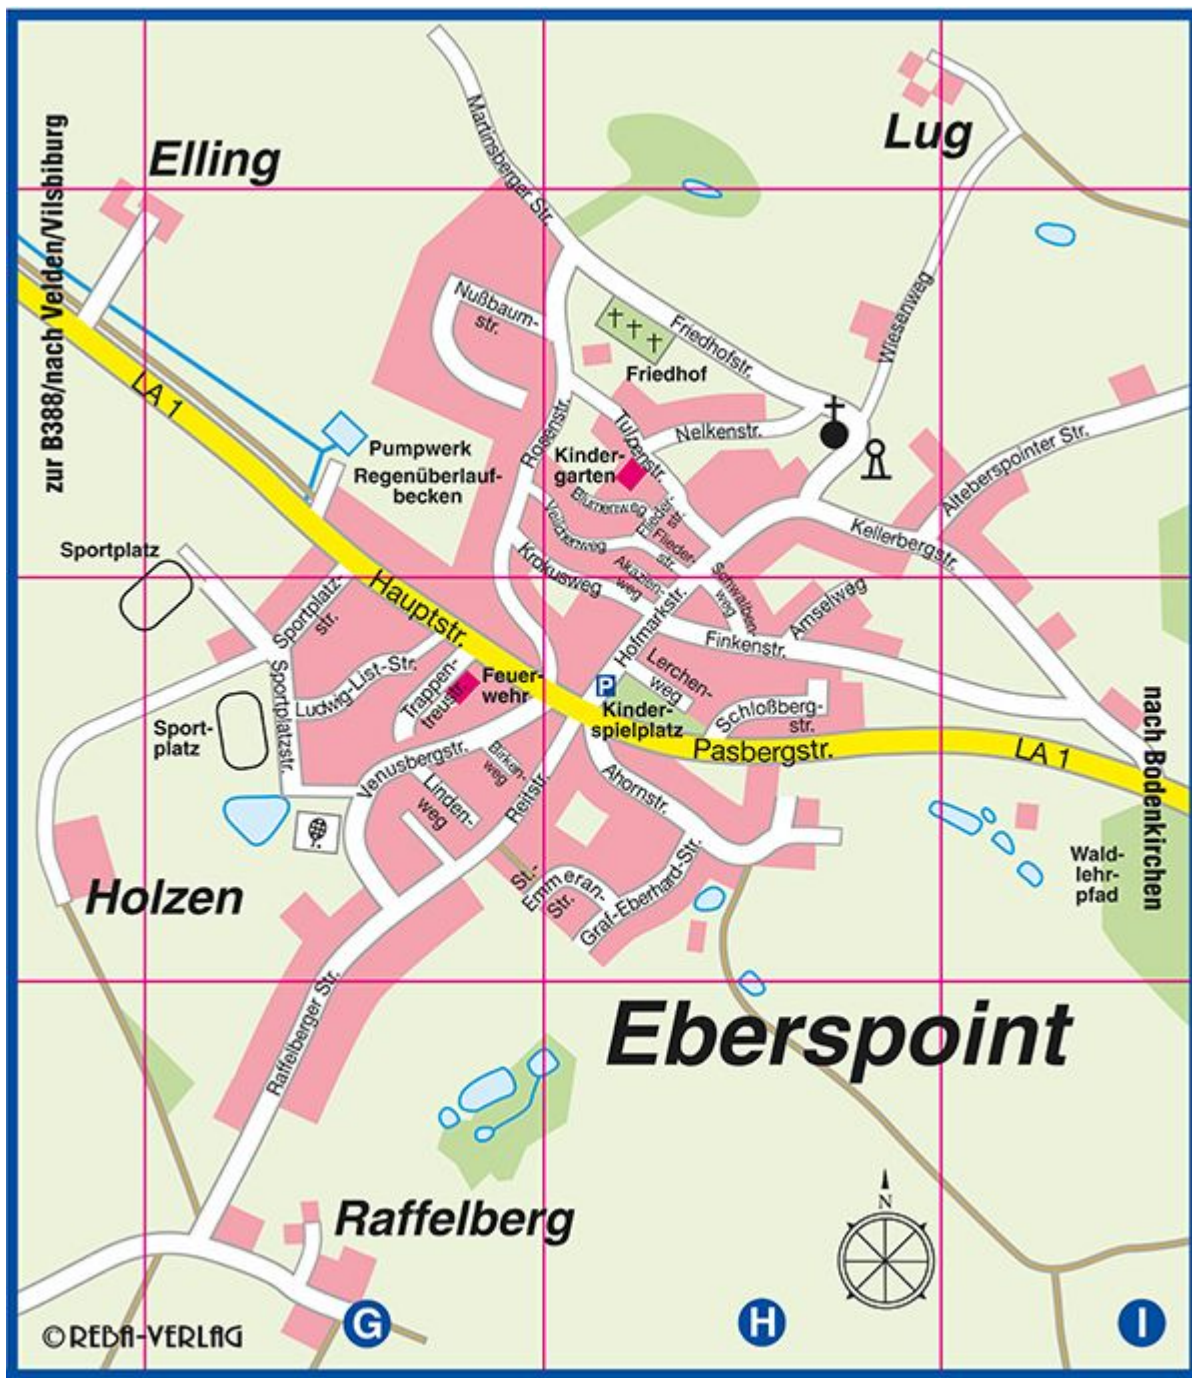 Elling
Lug
zur B388/nach Velden/Vilsbiburg
Martinsberger Str.
Nußbaum-
str.
Friedhofstr.
Friedhof
Wiesenweg
LA 1
Rosenstr.
Tulpenstr.
Nelkenstr.
Kinder-
garten
Pumpwerk
Regenüberlauf-
becken
Blumenweg
Veilchenweg
Flieder-
str.
Flieder-
str.
Akazien-
weg
Krokusweg
Schwalben-
weg
Kellerbergstr.
Alteberspointer Str.
Sportplatz
Sportplatz-
str.
Hauptstr.
Hofmarkstr.
Finkenstr.
Amselweg
Ludwig-List-Str.
Trappen-
treustr.
Feuer-
wehr
P
Lerchen-
weg
Kinder-
spielplatz
Schloßberg-
str.
Pasbergstr.
LA 1
nach Bodenkirchen
Sport-
platz
Sportplatzstr.
Venusbergstr.
Birken-
weg
Linden-
weg
Reitstr.
Ahornstr.
St.-
Emmeran-
Str.
Graf-Eberhard-Str.
Wald-
lehr-
pfad
Holzen
Raffelberger Str.
Eberspoint
Raffelberg
N
©REBA-VERLAG
G
H
I